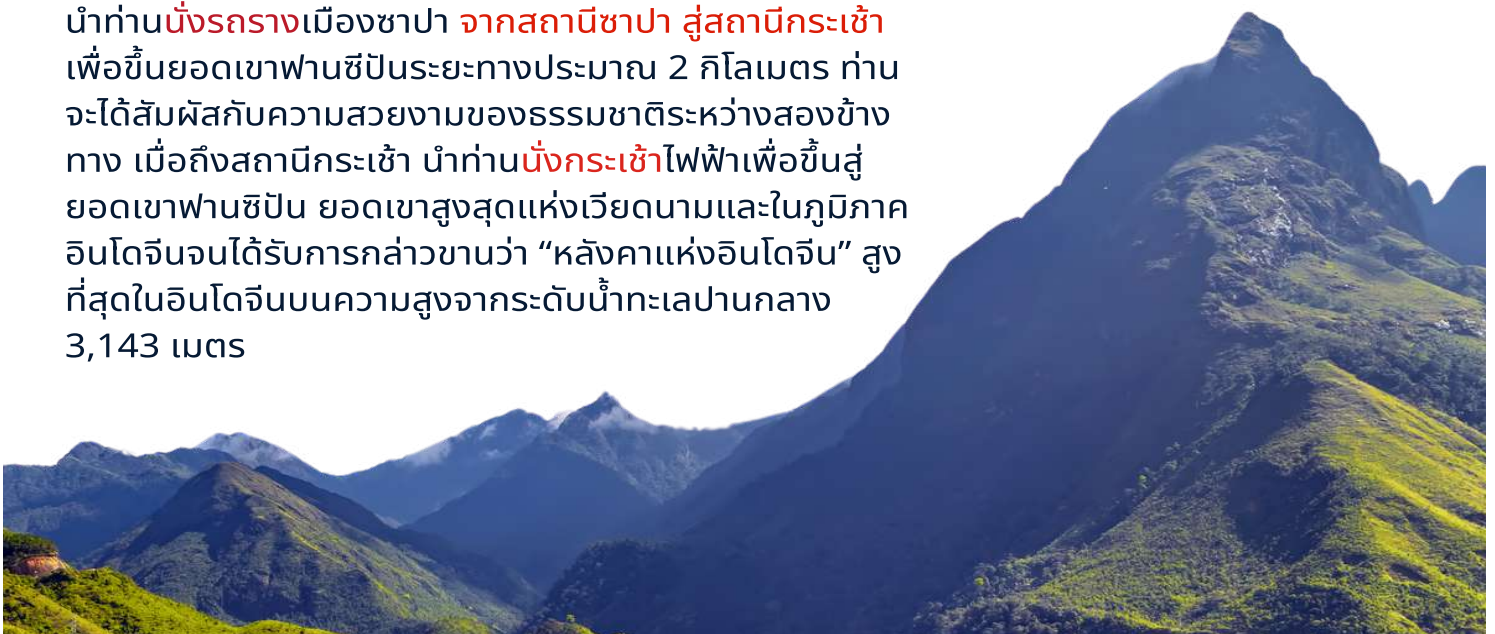 นำท่านนั่งรถรางเมืองซาปา จากสถานีซาปา สู่สถานีกระเช้า
เพื่อขึ้นยอดเขาฟานซีปันระยะทางประมาณ 2 กิโลเมตร ท่าน
จะได้สัมผัสกับความสวยงามของธรรมชาติระหว่างสองข้าง
ทาง เมื่อถึงสถานีกระเช้า นำท่านนั่งกระเช้าไฟฟ้าเพื่อขึ้นสู่
ยอดเขาฟานซิปัน ยอดเขาสูงสุดแห่งเวียดนามและในภูมิภาค
อินโดจีนจนได้รับการกล่าวขานว่า “หลังคาแห่งอินโดจีน” สูง
ที่สุดในอินโดจีนบนความสูงจากระดับน้ำทะเลปานกลาง
3,143 เมตร